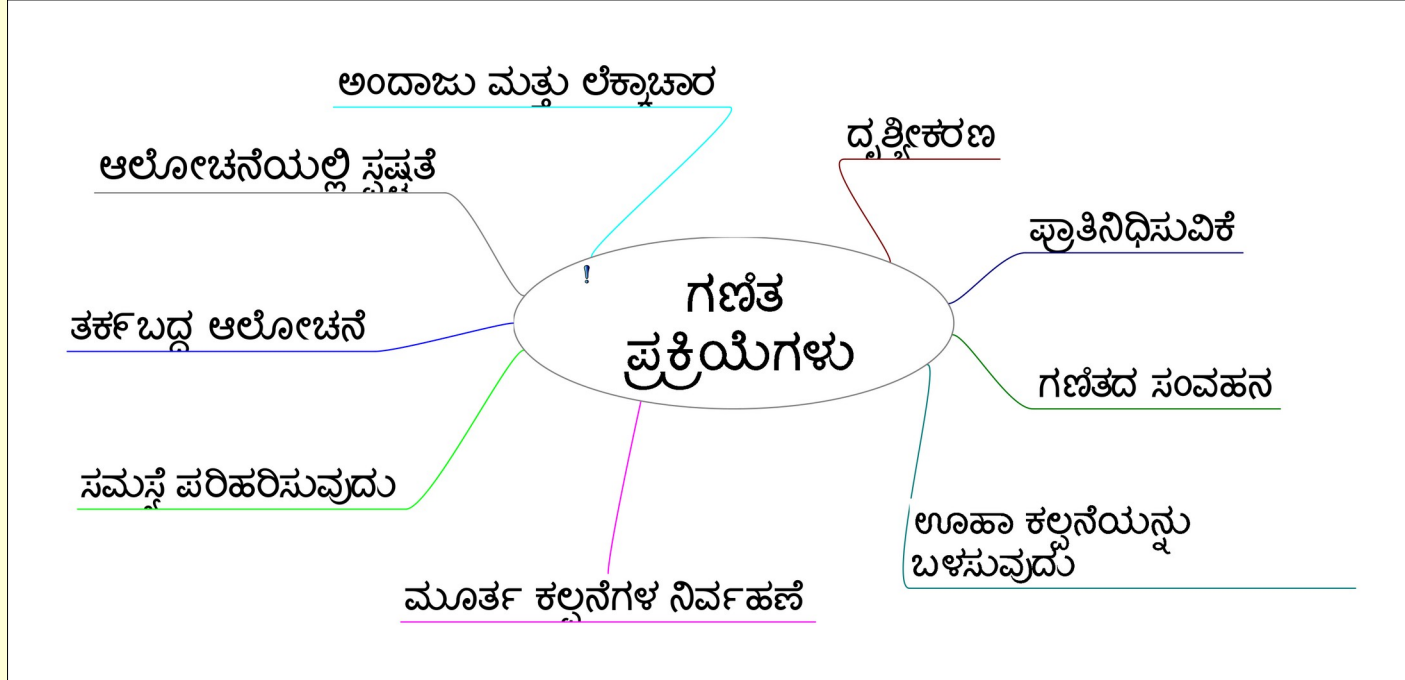 ಅಂದಾಜು ಮತ್ತು ಲೆಕ್ಕಾಚಾರ
ದೃಶ್ಯೀಕರಣ
ಆಲೋಚನೆಯಲ್ಲಿ ಸ್ಪಷ್ಟತೆ
ಪ್ರಾತಿನಿಧಿಸುವಿಕೆ
ಗಣಿತ
ಪ್ರಕ್ರಿಯೆಗಳು
ತರ್ಕಬದ್ದ ಆಲೋಚನೆ
ಗಣಿತದ ಸಂವಹನ
ಸಮಸ್ಯೆ ಪರಿಹರಿಸುವುದು
ಊಹಾ ಕಲ್ಪನೆಯನ್ನು
ಬಳಸುವುದು
ಮೂರ್ತ ಕಲ್ಪನೆಗಳ ನಿರ್ವಹಣೆ